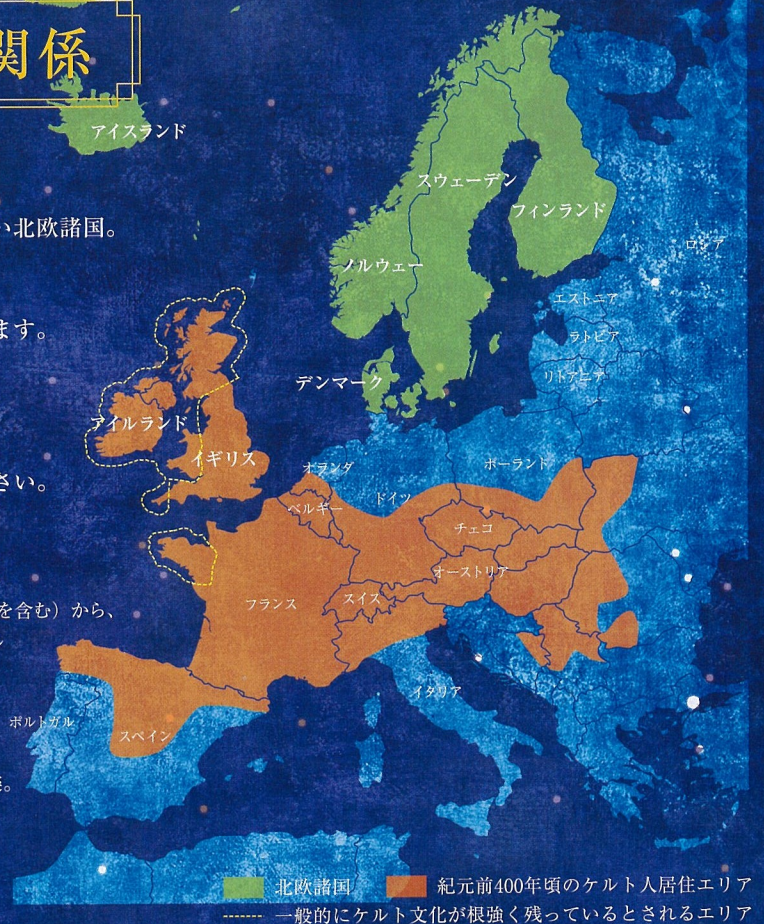 関係
アイスランド
い北欧諸国。
スウェーデン
フィンランド
ロシア
ノルウェー
エストニア
ます。
ラトビア
リトアニア
デンマーク
アイルランド
イギリス
オランダ
ポーランド
さい。
ドイツ
ベルギー
チェコ
オーストリア
を含む）から、
フランス
スイス
イタリア
ポルトガル
スペイン
北欧諸国
紀元前400年頃のケルト人居住エリア
一般的にケルト文化が根強く残っているとされるエリア